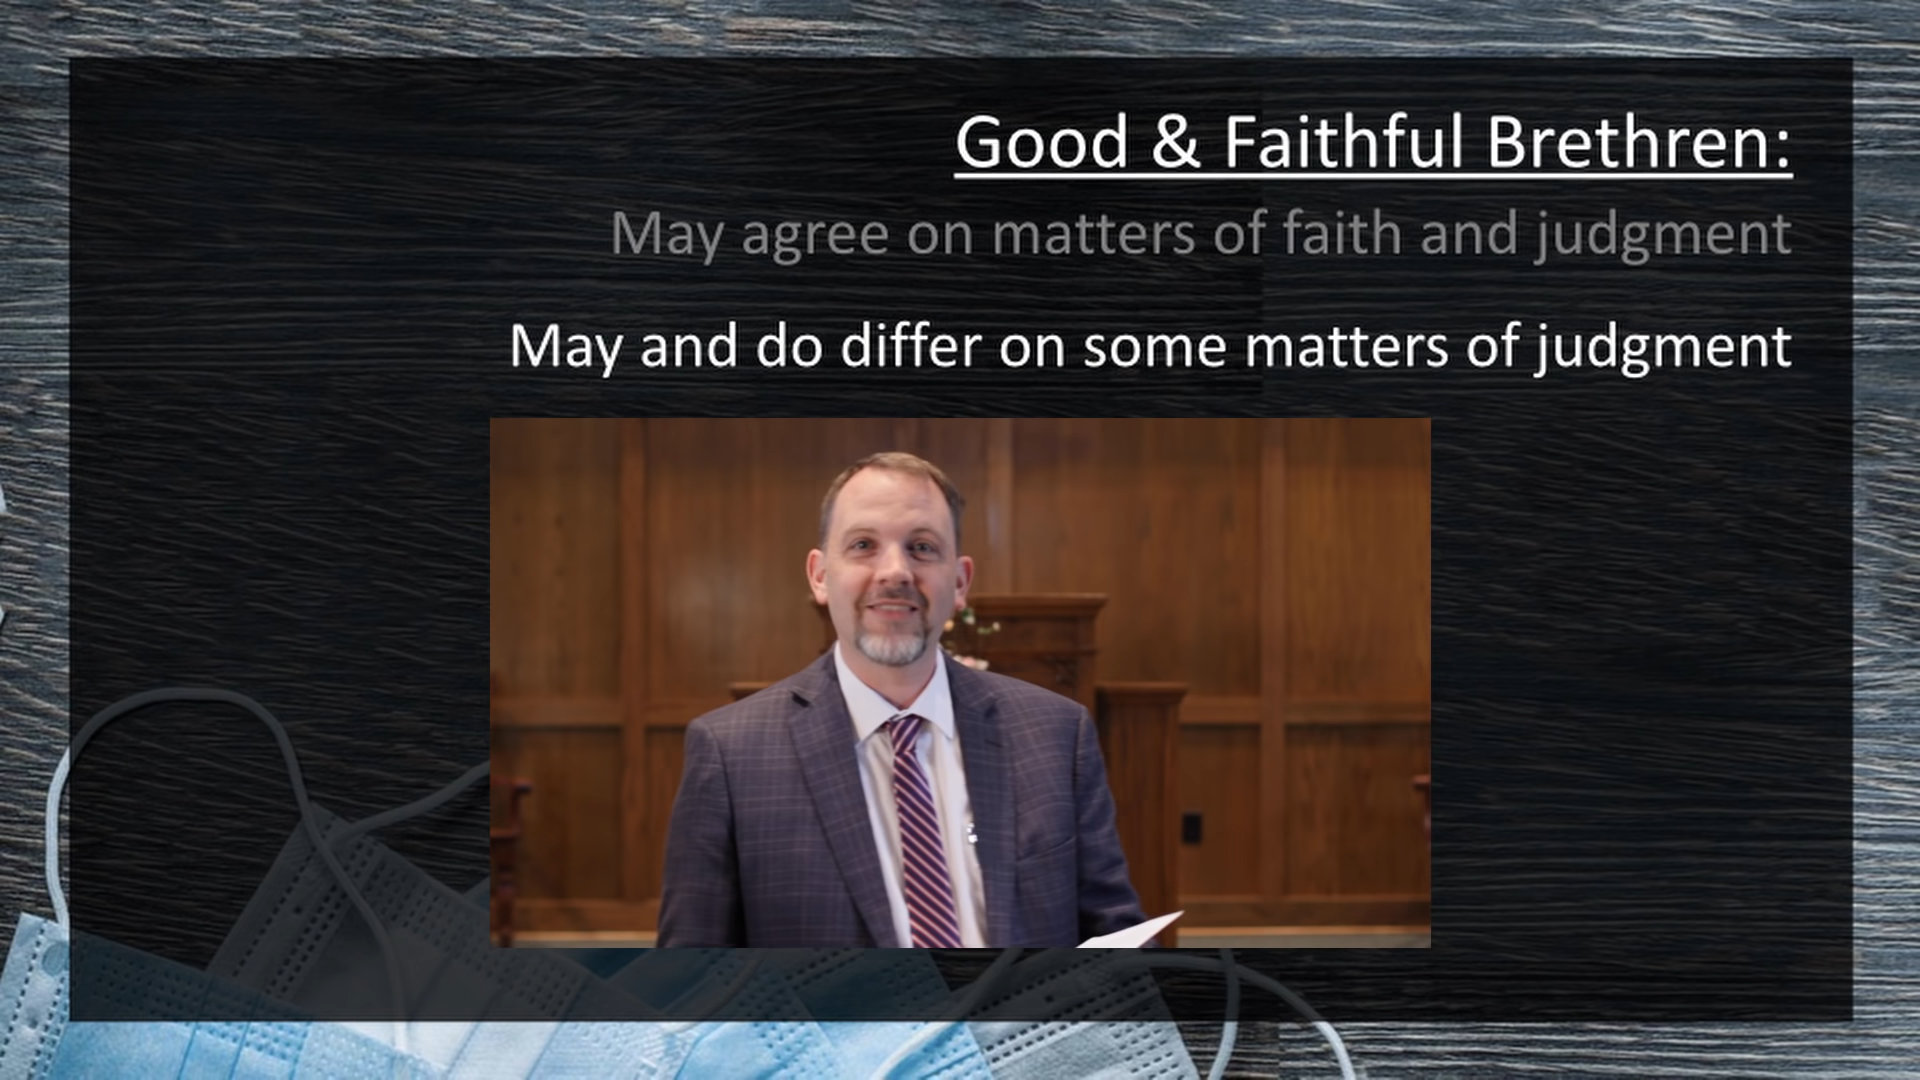 Good & Faithful Brethren:
May agree on matters of faith and judgment
May and do differ on some matters of judgment